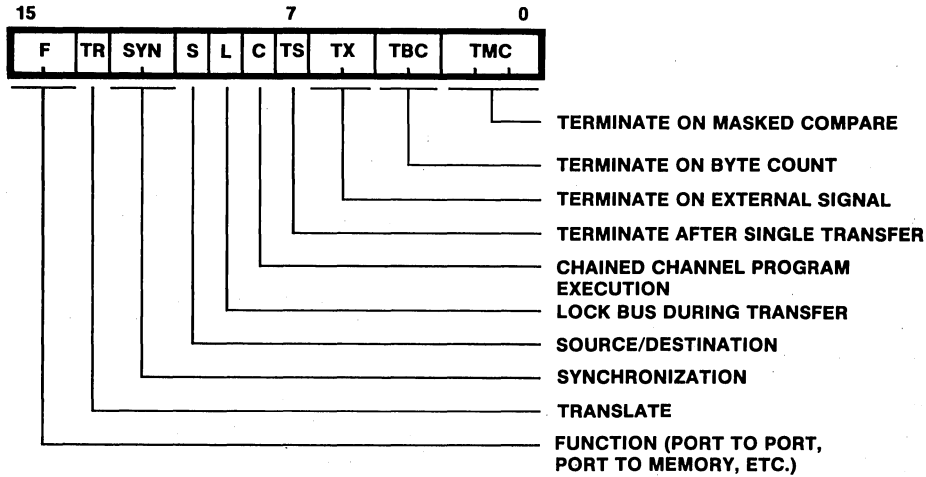 15 7 0
F TR SYN S L C TS TX TBC TMC
TERMINATE ON MASKED COMPARE
TERMINATE ON BYTE COUNT
TERMINATE ON EXTERNAL SIGNAL
TERMINATE AFTER SINGLE TRANSFER
CHAINED CHANNEL PROGRAM
EXECUTION
LOCK BUS DURING TRANSFER
SOURCE/DESTINATION
SYNCHRONIZATION
TRANSLATE
FUNCTION (PORT TO PORT,
PORT TO MEMORY, ETC.)